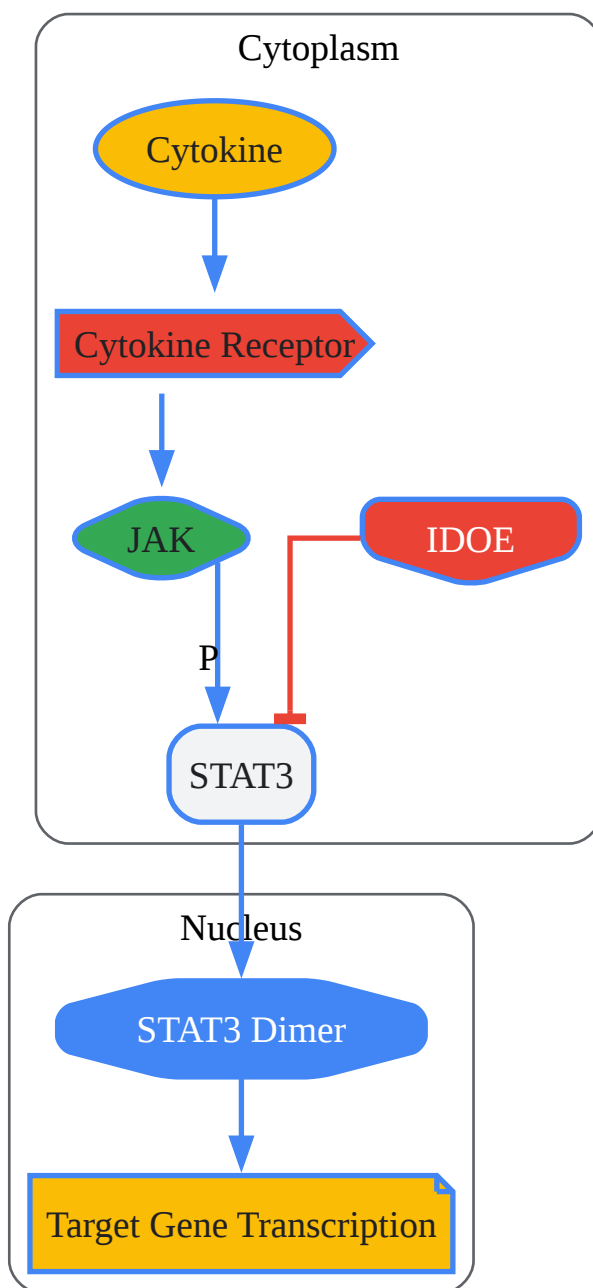 Cytoplasm
Cytokine
Cytokine Receptor
JAK
IDOE
P
STAT3
Nucleus
STAT3 Dimer
Target Gene Transcription